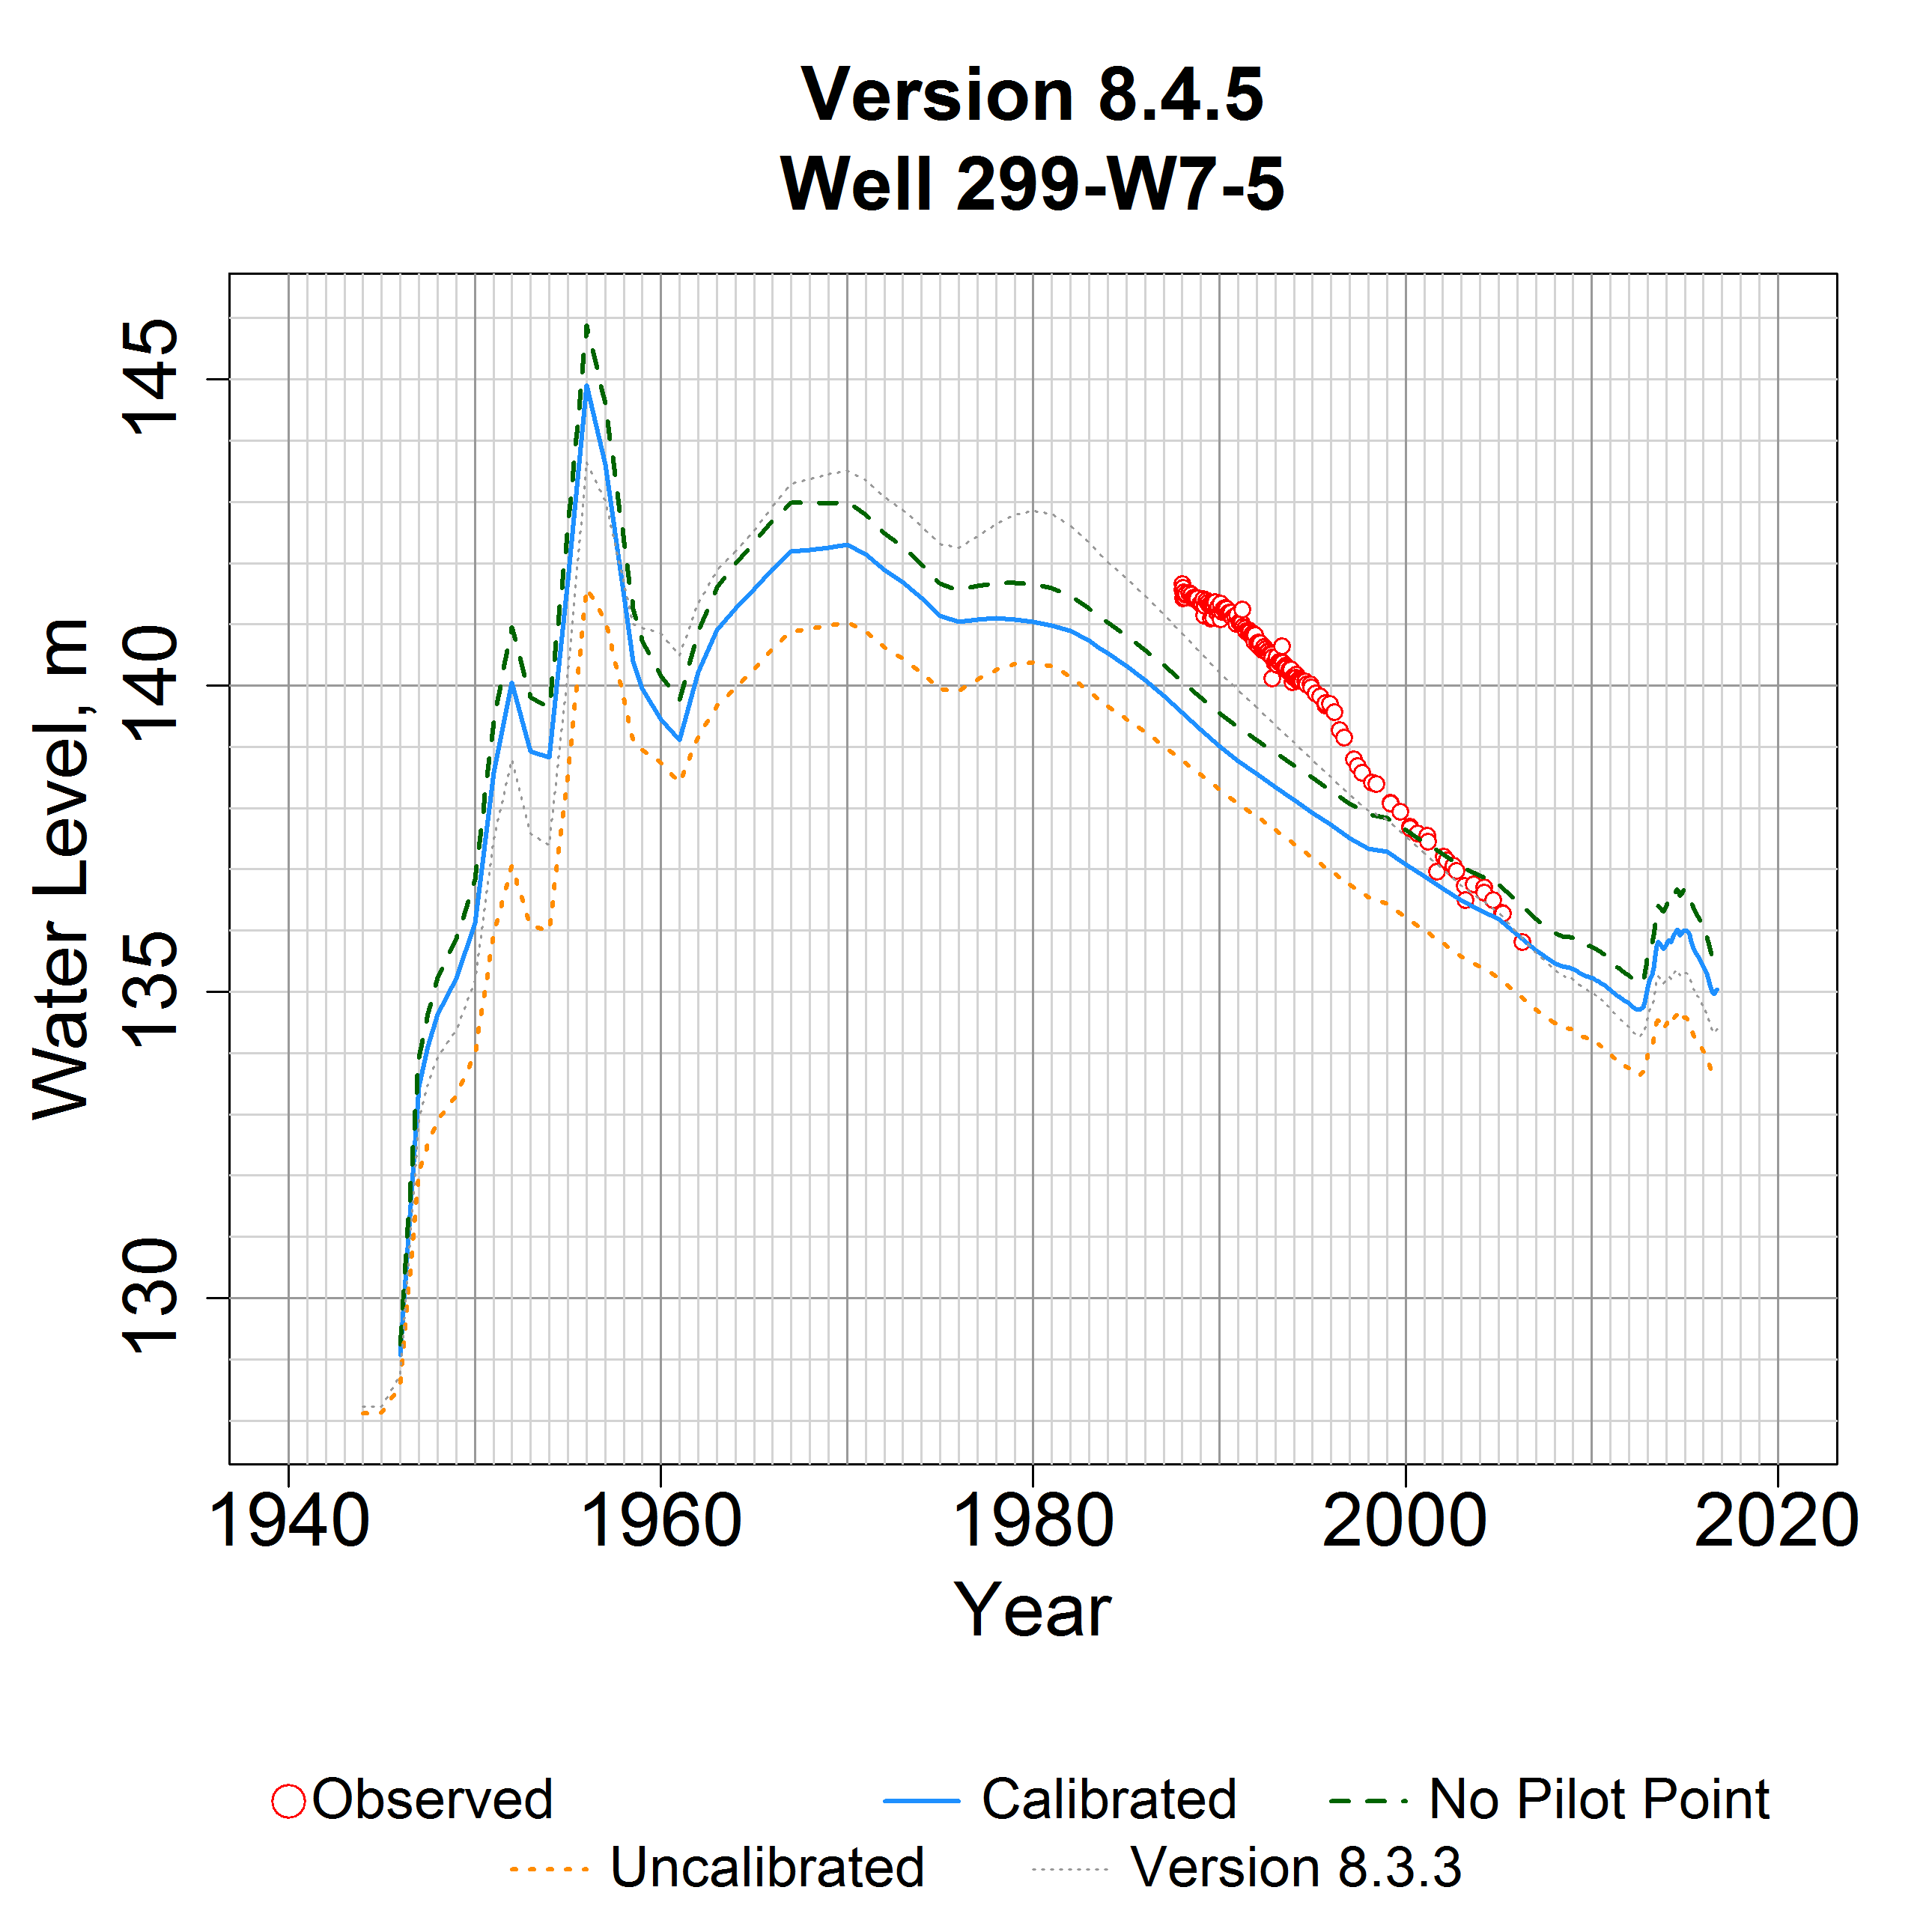 Version 8.4.5
Well 299-W7-5
Water Level, m
145
140
135
130
1940 1960 1980 2000 2020
Year
Observed Calibrated No Pilot Point
Uncalibrated Version 8.3.3